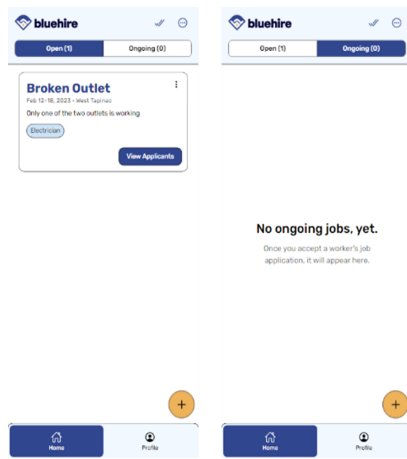 bluehire
Open (1) Ongoing (0)
Broken Outlet
Feb 12-18, 2023 - West Tapinac
Only one of the two outlets is working
Electrician
View Applicants
+
Home Profile
bluehire
Open (1) Ongoing (0)
No ongoing jobs, yet.
Once you accept a worker's job
application, it will appear here.
+
Home Profile